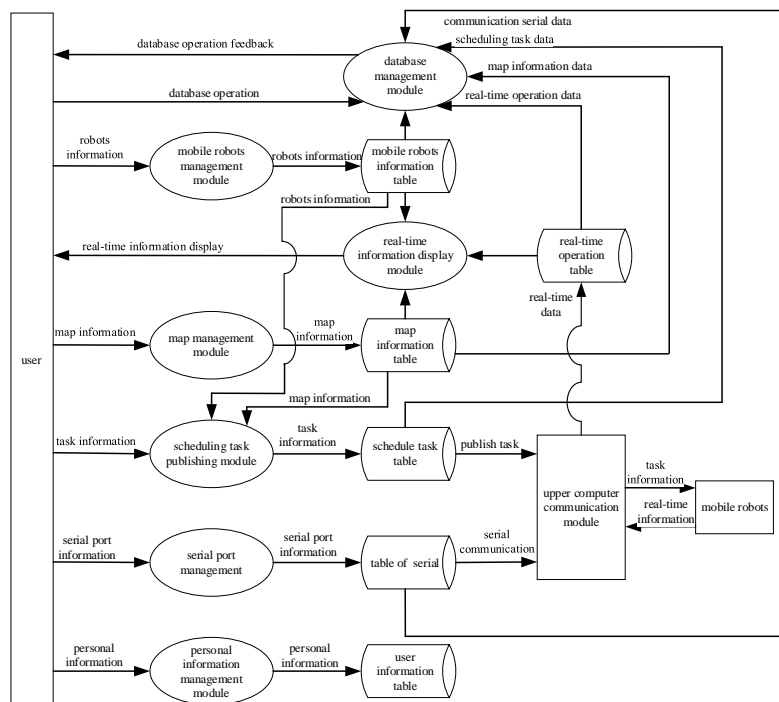 communication serial data
scheduling task data
database operation feedback
database
management
module
map information data
database operation
real-time operation data
robots
information
mobile robots
management
module
robots information
mobile robots
information
table
robots information
real-time information display
real-time
information display
module
real-time
operation
table
real-time
data
map information
map management
module
map
information
map
information
table
user
map information
task information
scheduling task
publishing module
task
information
schedule task
table
publish task
upper computer
communication
module
task
information
real-time
information
mobile robots
serial port
information
serial port
management
serial port
information
table of serial
serial
communication
personal
information
personal
information
management
module
personal
information
user
information
table